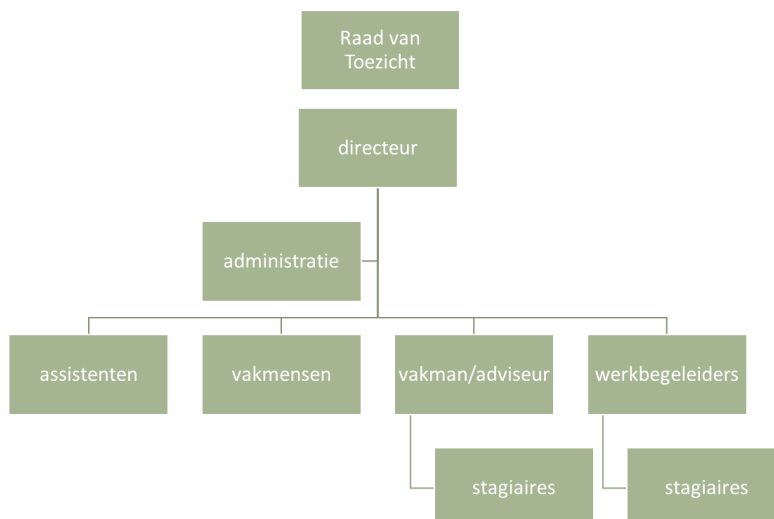 Raad van
Toezicht
directeur
administratie
assistenten
vakmensen
vakman/adviseur
werkbegeleiders
stagiaires
stagiaires